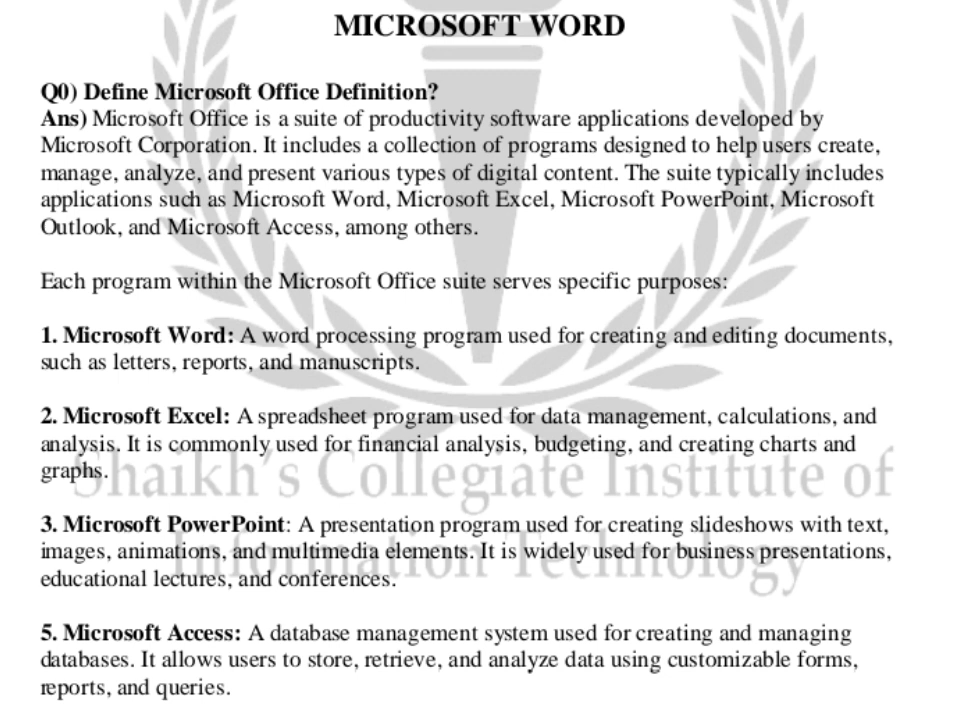 MICROSOFT WORD
Q0) Define Microsoft Office Definition?
Ans) Microsoft Office is a suite of productivity software applications developed by
Microsoft Corporation. It includes a collection of programs designed to help users create,
manage, analyze, and present various types of digital content. The suite typically includes
applications such as Microsoft Word, Microsoft Excel, Microsoft PowerPoint, Microsoft
Outlook, and Microsoft Access, among others.
Each program within the Microsoft Office suite serves specific purposes:
1. Microsoft Word: A word processing program used for creating and editing documents,
such as letters, reports, and manuscripts.
2. Microsoft Excel: A spreadsheet program used for data management, calculations, and
analysis. It is commonly used for financial analysis, budgeting, and creating charts and
graphs.
Shaikh's Collegiate Institute of
3. Microsoft PowerPoint: A presentation program used for creating slideshows with text,
images, animations, and multimedia elements. It is widely used for business presentations,
Information Technology
educational lectures, and conferences.
5. Microsoft Access: A database management system used for creating and managing
databases. It allows users to store, retrieve, and analyze data using customizable forms,
reports, and queries.